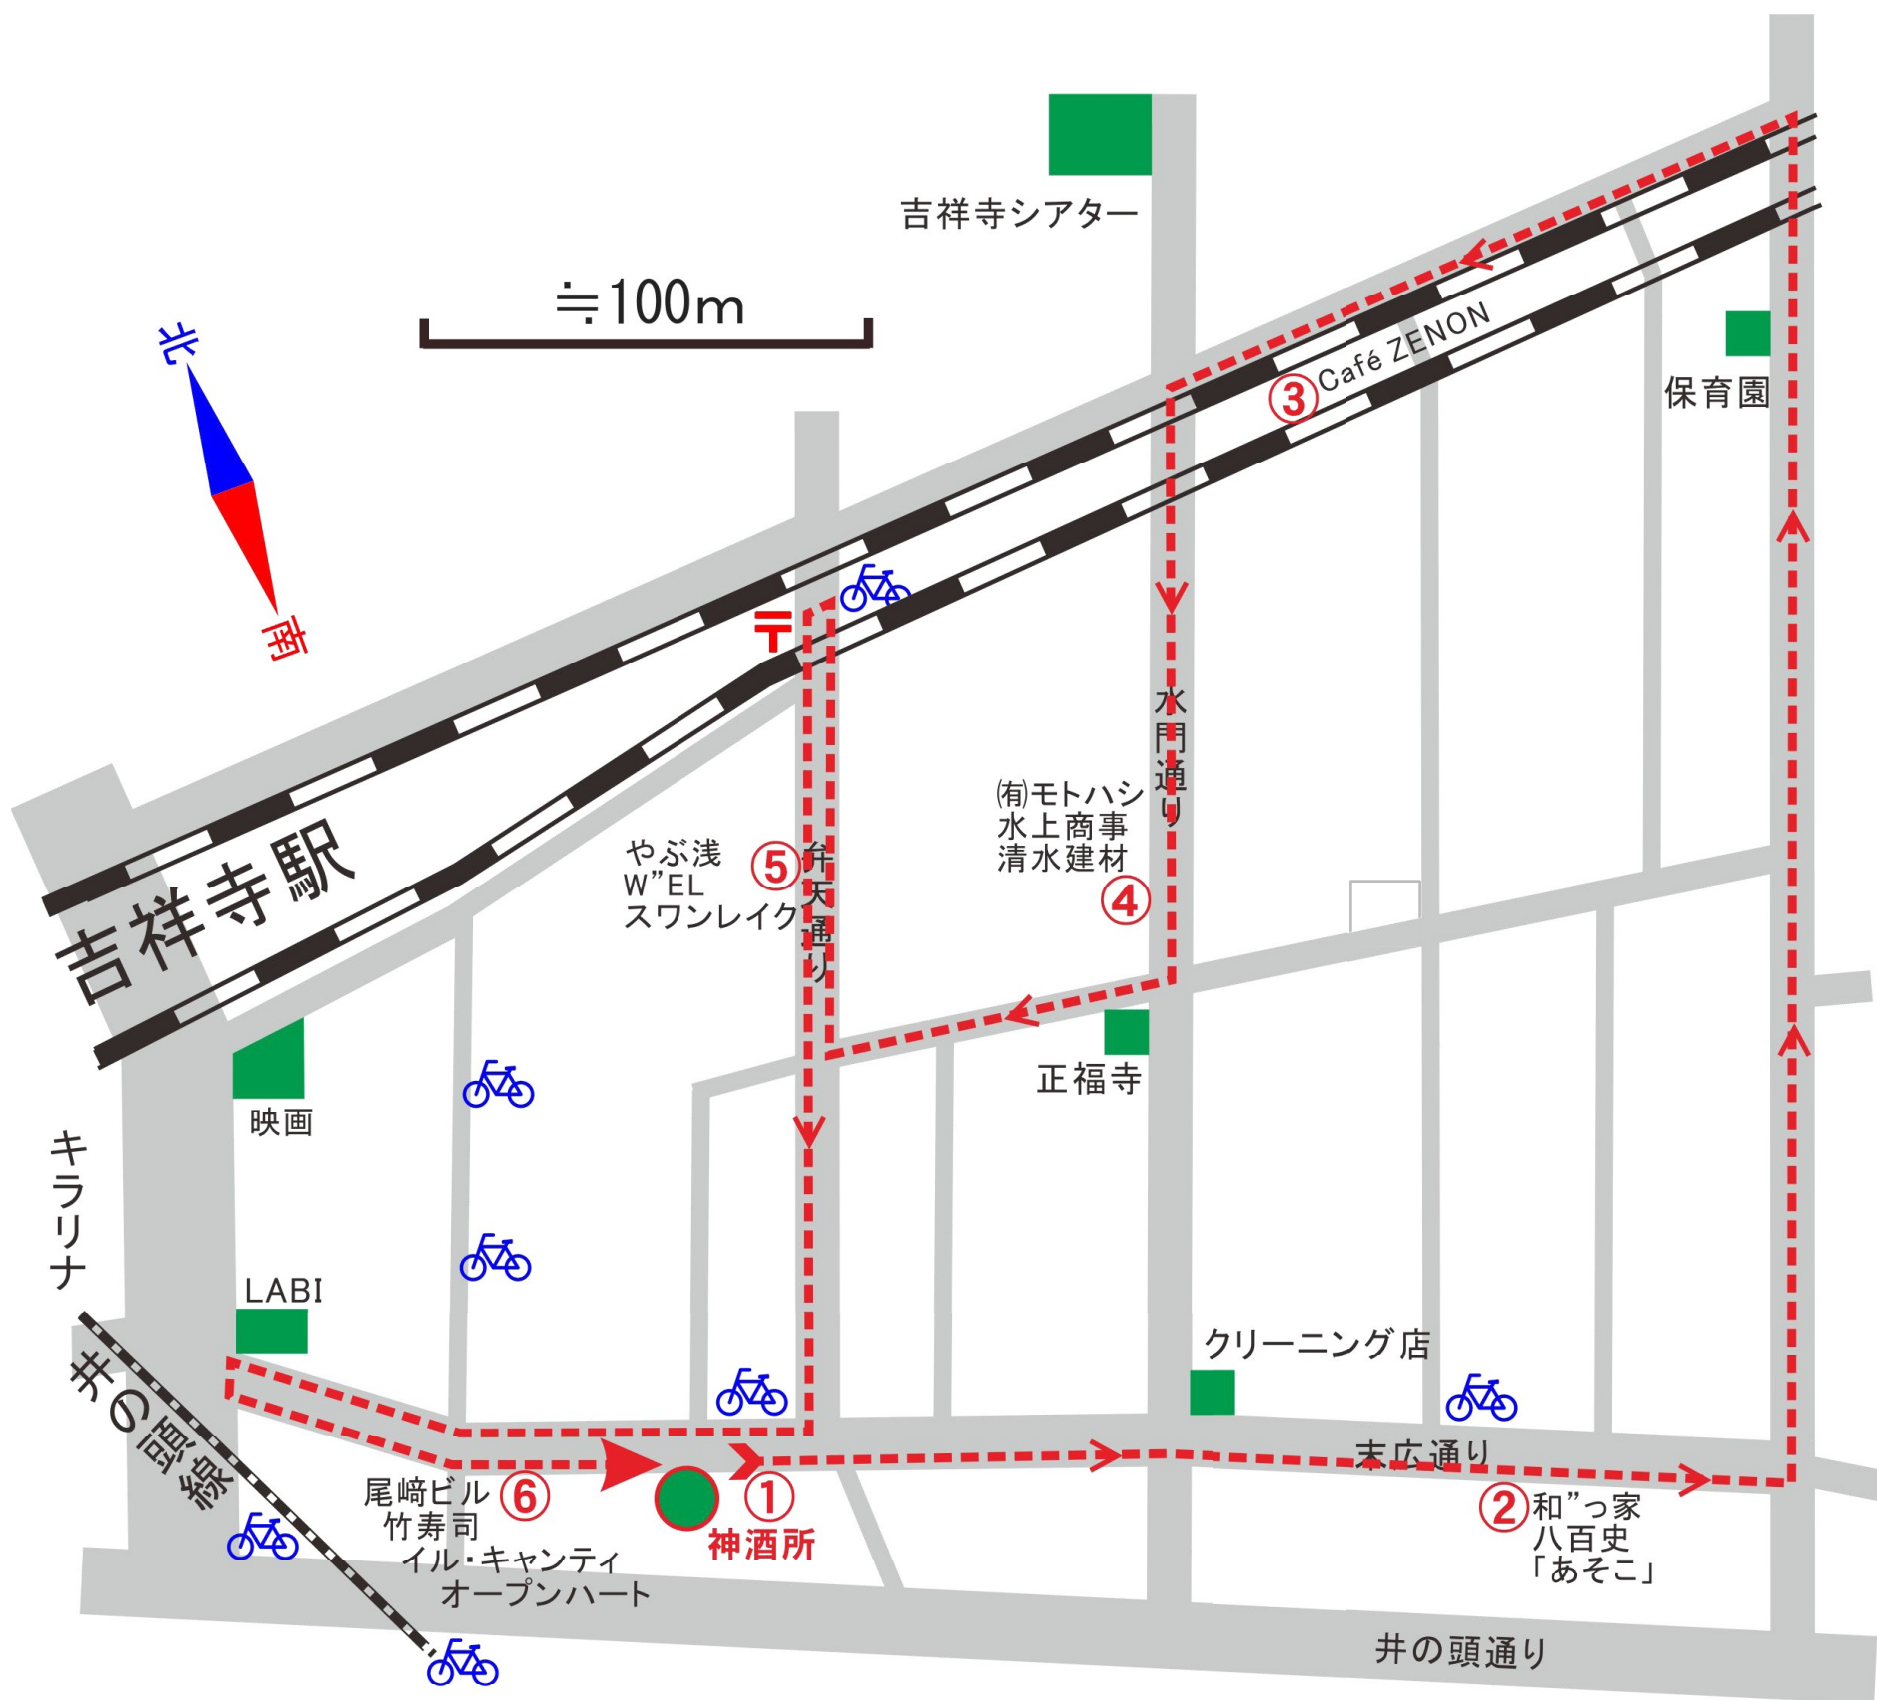 吉祥寺シアター
≒100m
北
南
Café ZENON
③
保育園
〒
水門通り
㈲モトハシ
水上商事
清水建材
④
やぶ浅
W”EL
スワンレイク
⑤
弁天通り
吉祥寺駅
正福寺
映画
キラリナ
LABI
井の頭線
クリーニング店
末広通り
尾﨑ビル
竹寿司
イル・キャンティ
オープンハート
⑥
①
神酒所
②
和”っ家
八百史
「あそこ」
井の頭通り